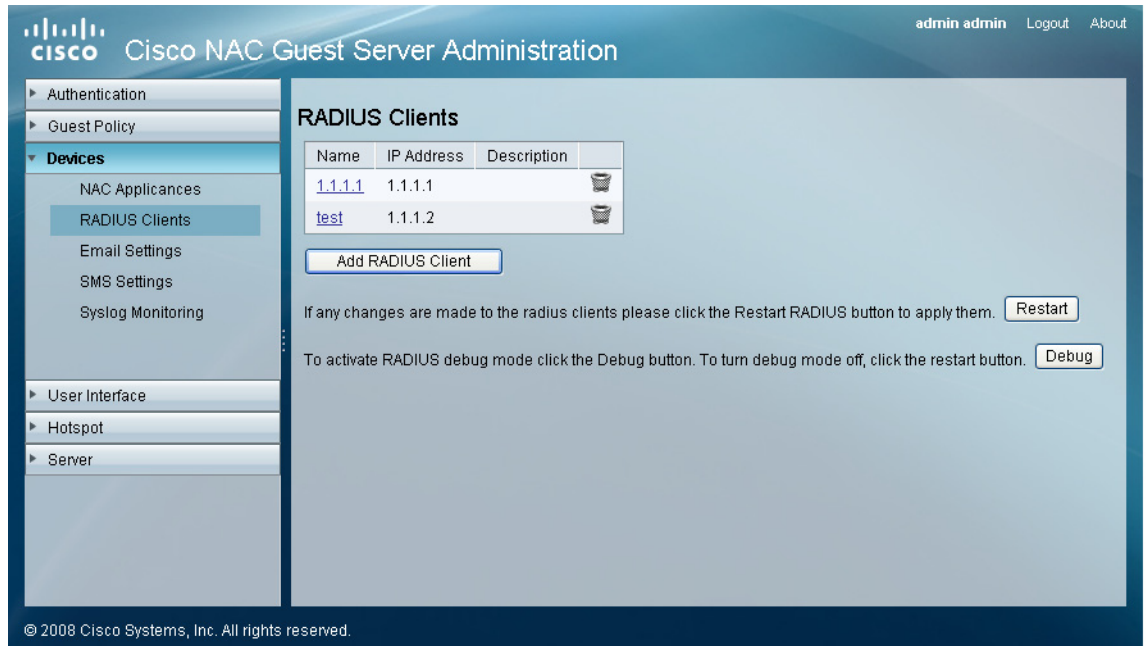 admin admin Logout About
CISCO Cisco NAC Guest Server Administration
Authentication
Guest Policy
Devices
NAC Applicances
RADIUS Clients
Email Settings
SMS Settings
Syslog Monitoring
User Interface
Hotspot
Server
RADIUS Clients
Name IP Address Description
1.1.1.1 1.1.1.1
test 1.1.1.2
Add RADIUS Client
If any changes are made to the radius clients please click the Restart RADIUS button to apply them. Restart
To activate RADIUS debug mode click the Debug button. To turn debug mode off, click the restart button. Debug
© 2008 Cisco Systems, Inc. All rights reserved.